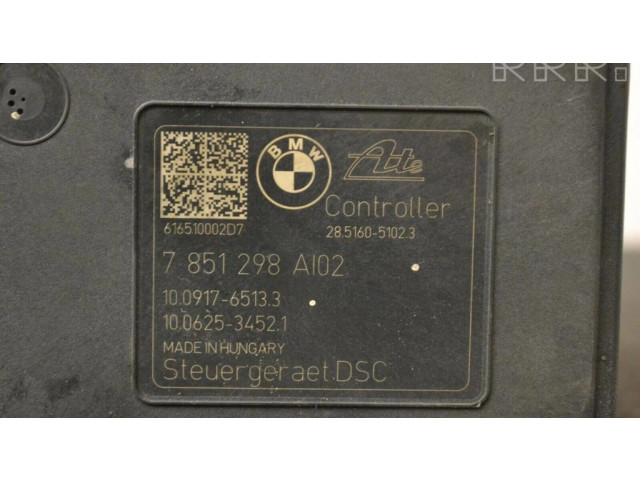 RRR.
BMW
Ate
Controller
616510002D7
28.5160-5102.3
7 851 298 AI02
10.0917-6513.3
10.0625-3452.1
MADE IN HUNGARY
Steuergeraet DSC